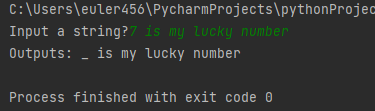 C:\Users\euler456\PycharmProjects\pythonProjec
Input a string?7 is my lucky number
Outputs: _ is my lucky number
Process finished with exit code 0